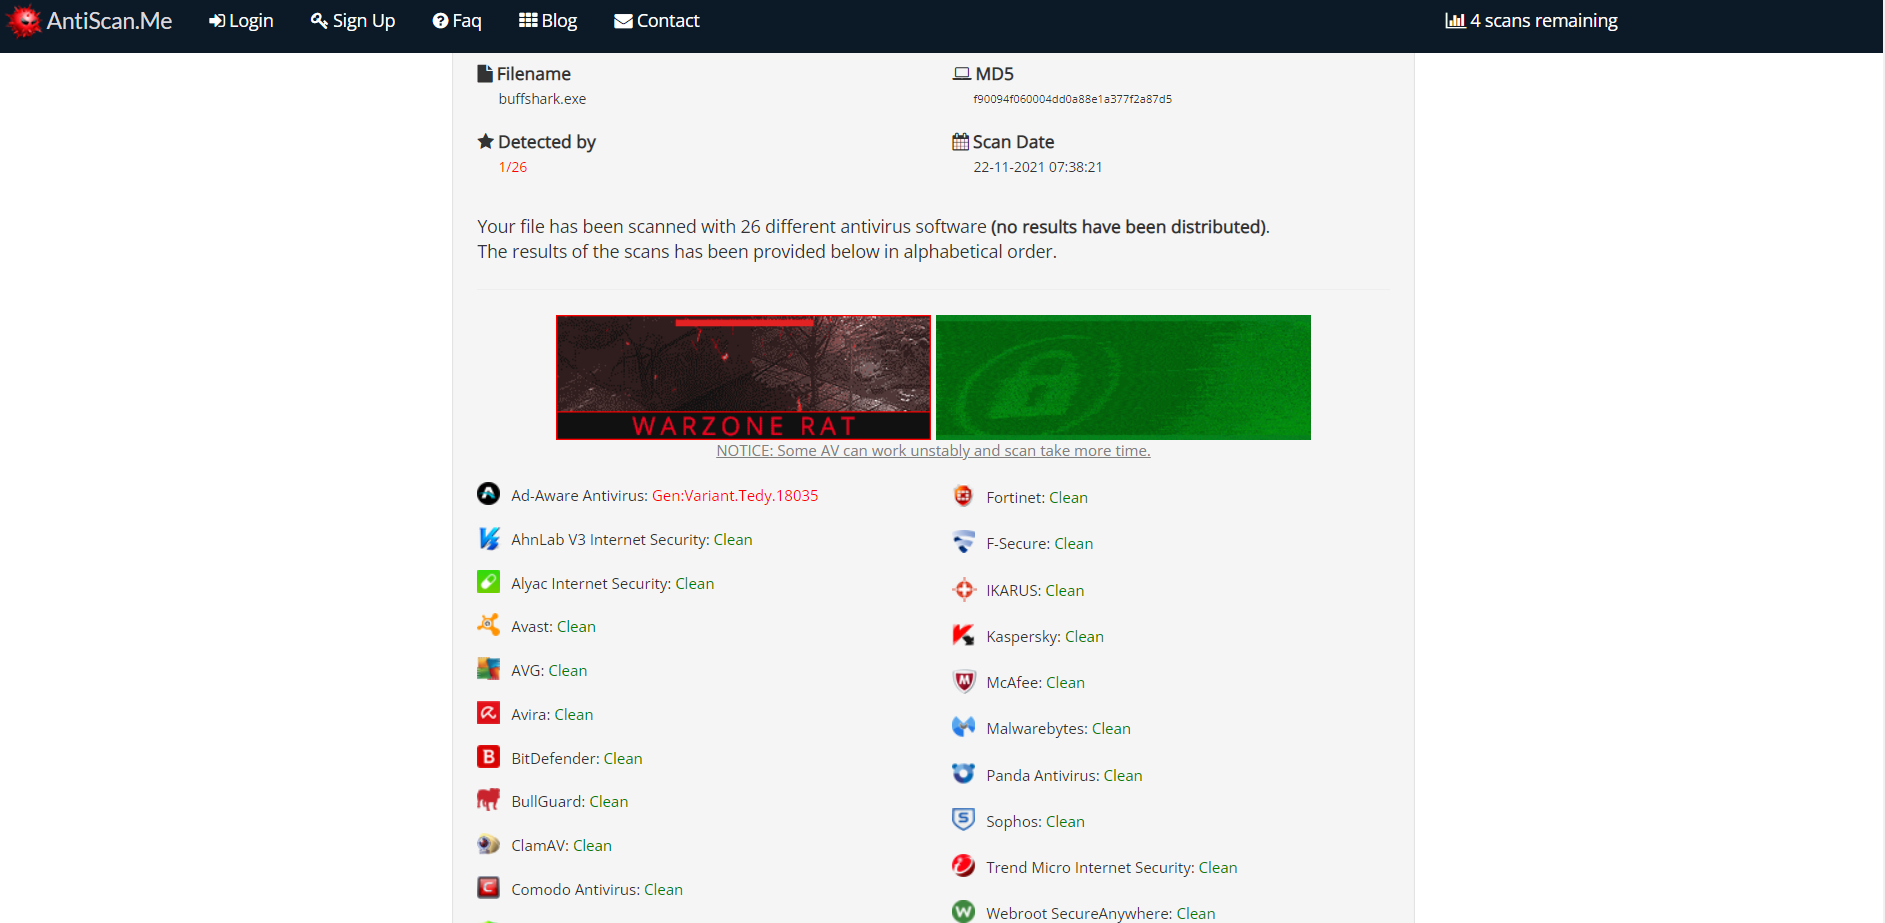 AntiScan.Me Login Sign Up Faq Blog Contact 4 scans remaining
Filename
buffshark.exe
MD5
f90094f060004dd0a88e1a377f2a87d5
Detected by
1/26
Scan Date
22-11-2021 07:38:21
Your file has been scanned with 26 different antivirus software (no results have been distributed).
The results of the scans has been provided below in alphabetical order.
WARZONE RAT
NOTICE: Some AV can work unstably and scan take more time.
Ad-Aware Antivirus: Gen:Variant.Tedy.18035
AhnLab V3 Internet Security: Clean
Alyac Internet Security: Clean
Avast: Clean
AVG: Clean
Avira: Clean
BitDefender: Clean
BullGuard: Clean
ClamAV: Clean
Comodo Antivirus: Clean
Fortinet: Clean
F-Secure: Clean
IKARUS: Clean
Kaspersky: Clean
McAfee: Clean
Malwarebytes: Clean
Panda Antivirus: Clean
Sophos: Clean
Trend Micro Internet Security: Clean
Webroot SecureAnywhere: Clean